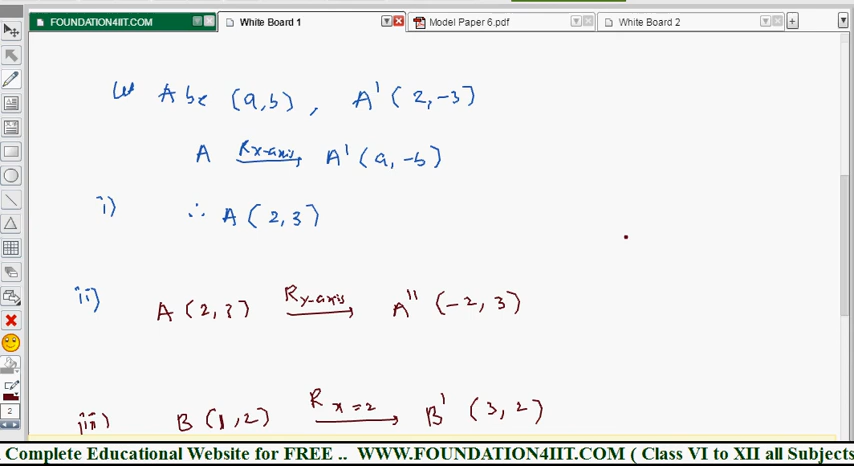 FOUNDATION4IIT.COM White Board 1 Model Paper 6.pdf White Board 2
Let A be (a,b), A' (2,-3)
A Rx-axis A' (a, -b)
i) ∴ A (2,3)
ii) A (2,3) Ry-axis A'' (-2, 3)
iii) B (1,2) R x=2 B' (3,2)
2
Complete Educational Website for FREE .. WWW.FOUNDATION4IIT.COM ( Class VI to XII all Subjects